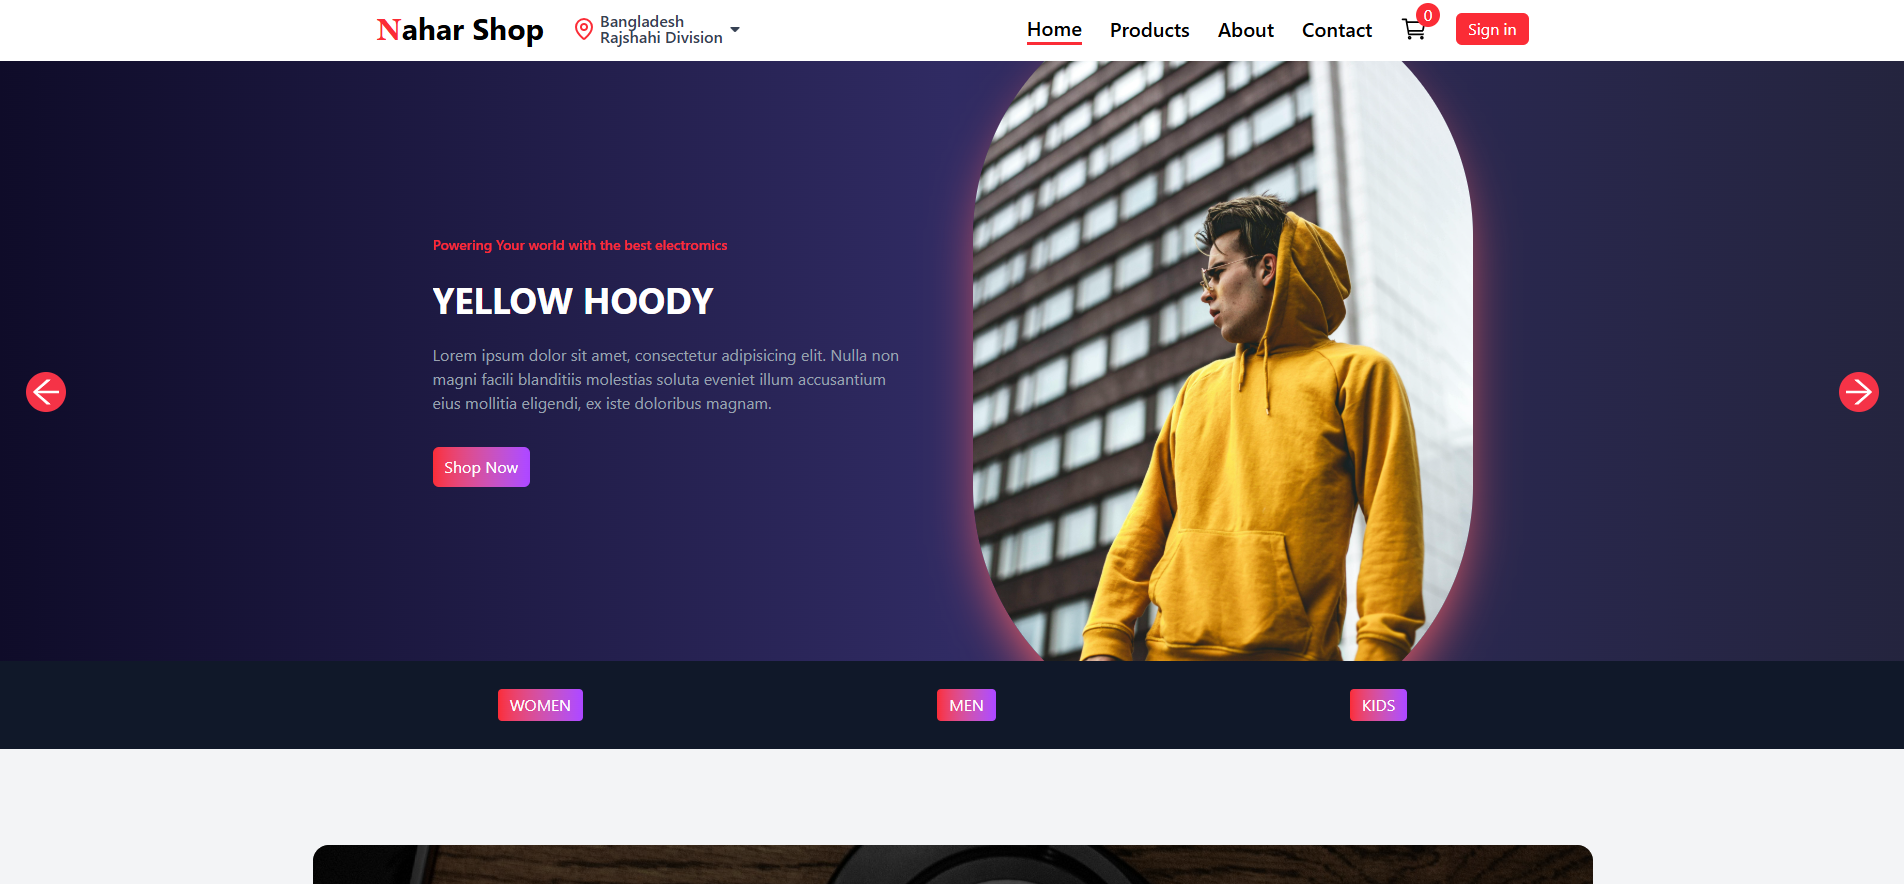 Nahar Shop
Bangladesh
Rajshahi Division
Home
Products
About
Contact
0
Sign in
Powering Your world with the best electromics
YELLOW HOODY
Lorem ipsum dolor sit amet, consectetur adipisicing elit. Nulla non
magni facili blanditiis molestias soluta eveniet illum accusantium
eius mollitia eligendi, ex iste doloribus magnam.
Shop Now
WOMEN
MEN
KIDS